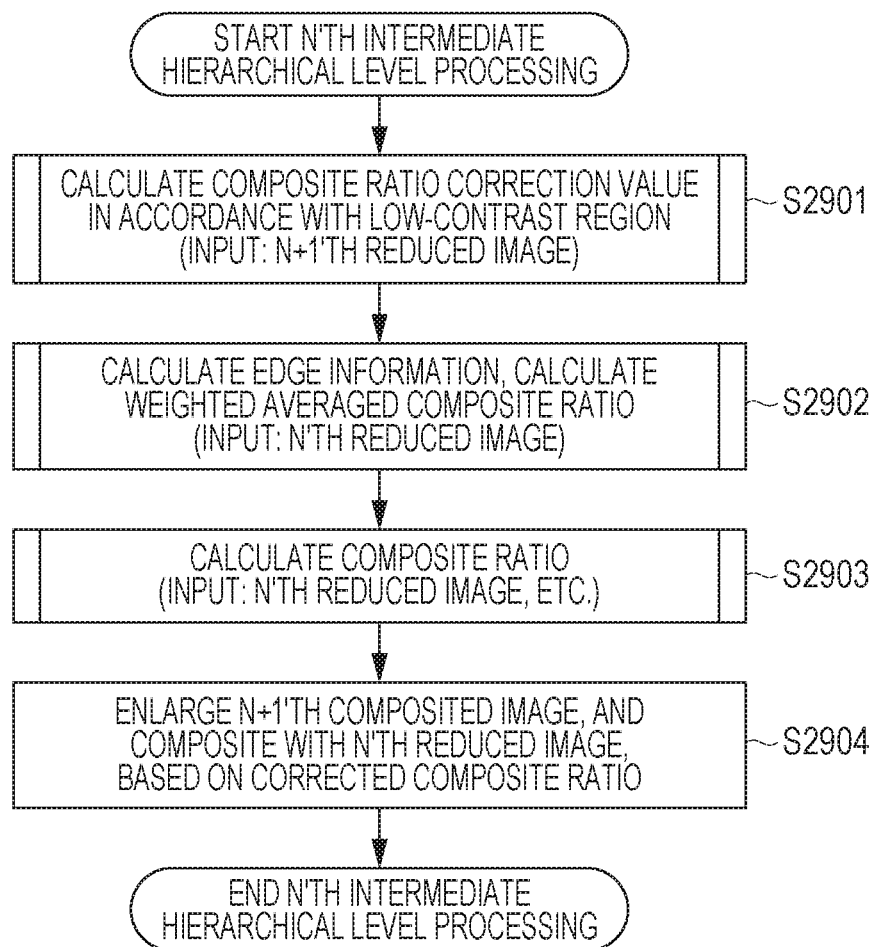 START N'TH INTERMEDIATE
HIERARCHICAL LEVEL PROCESSING
CALCULATE COMPOSITE RATIO CORRECTION VALUE
IN ACCORDANCE WITH LOW-CONTRAST REGION
(INPUT: N+1'TH REDUCED IMAGE)
S2901
CALCULATE EDGE INFORMATION, CALCULATE
WEIGHTED AVERAGED COMPOSITE RATIO
(INPUT: N'TH REDUCED IMAGE)
S2902
CALCULATE COMPOSITE RATIO
(INPUT: N'TH REDUCED IMAGE, ETC.)
S2903
ENLARGE N+1'TH COMPOSITED IMAGE, AND
COMPOSITE WITH N'TH REDUCED IMAGE,
BASED ON CORRECTED COMPOSITE RATIO
S2904
END N'TH INTERMEDIATE
HIERARCHICAL LEVEL PROCESSING